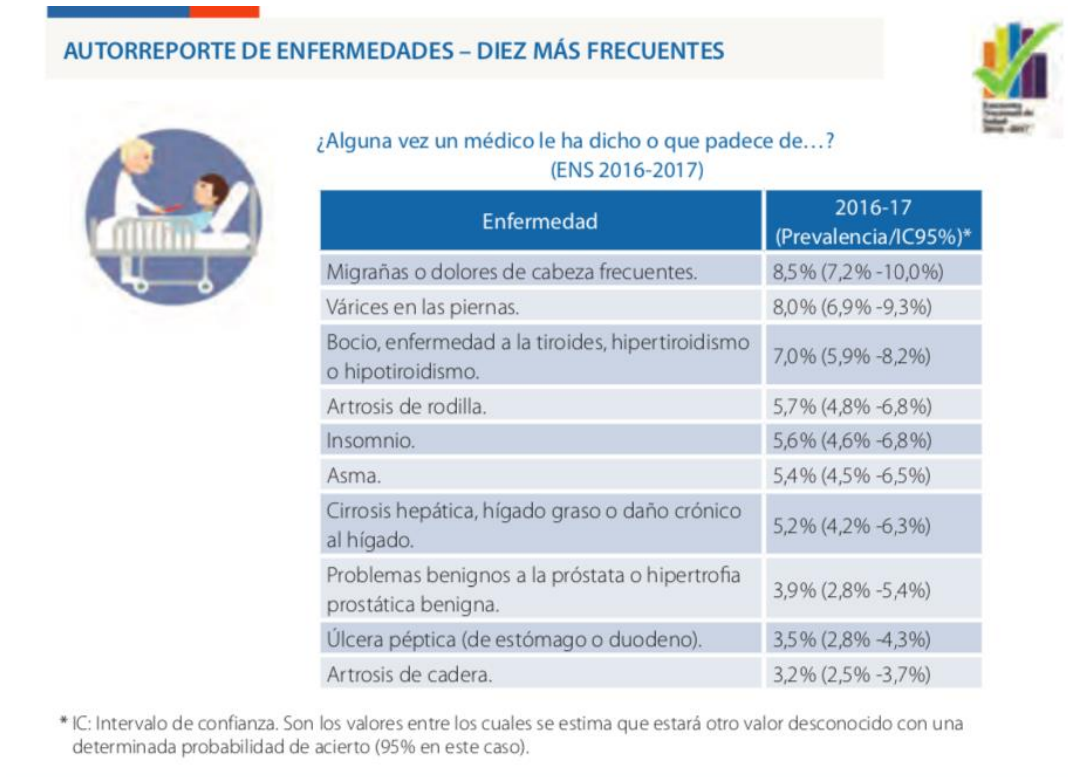 AUTORREPORTE DE ENFERMEDADES – DIEZ MÁS FRECUENTES
¿Alguna vez un médico le ha dicho o que padece de…?
(ENS 2016-2017)
Enfermedad
2016-17
(Prevalencia/IC95%)*
Migrañas o dolores de cabeza frecuentes.
8,5% (7,2% -10,0%)
Várices en las piernas.
8,0% (6,9% -9,3%)
Bocio, enfermedad a la tiroides, hipertiroidismo
o hipotiroidismo.
7,0% (5,9% -8,2%)
Artrosis de rodilla.
5,7% (4,8% -6,8%)
Insomnio.
5,6% (4,6% -6,8%)
Asma.
5,4% (4,5% -6,5%)
Cirrosis hepática, hígado graso o daño crónico
al hígado.
5,2% (4,2% -6,3%)
Problemas benignos a la próstata o hipertrofia
prostática benigna.
3,9% (2,8% -5,4%)
Úlcera péptica (de estómago o duodeno).
3,5% (2,8% -4,3%)
Artrosis de cadera.
3,2% (2,5% -3,7%)
* IC: Intervalo de confianza. Son los valores entre los cuales se estima que estará otro valor desconocido con una
determinada probabilidad de acierto (95% en este caso).